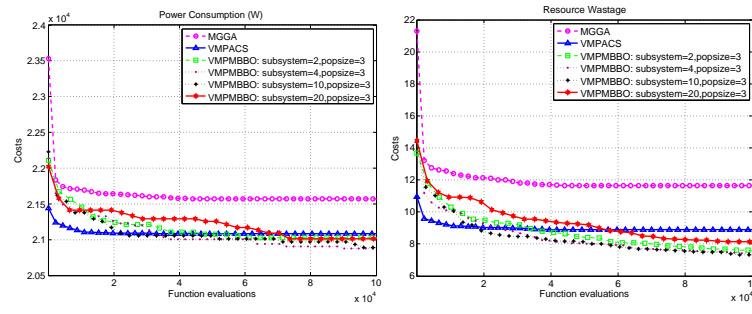 Power Consumption (W)
x 10^4
2.4
2.35
2.3
2.25
2.2
2.15
2.1
2.05
Costs
MGGA
VMPACS
VMPMBBO: subsystem=2,popsize=3
VMPMBBO: subsystem=4,popsize=3
VMPMBBO: subsystem=10,popsize=3
VMPMBBO: subsystem=20,popsize=3
2 4 6 8 10
Function evaluations
x 10^4
Resource Wastage
22
20
18
16
14
12
10
8
6
Costs
MGGA
VMPACS
VMPMBBO: subsystem=2,popsize=3
VMPMBBO: subsystem=4,popsize=3
VMPMBBO: subsystem=10,popsize=3
VMPMBBO: subsystem=20,popsize=3
2 4 6 8 10
Function evaluations
x 10^4